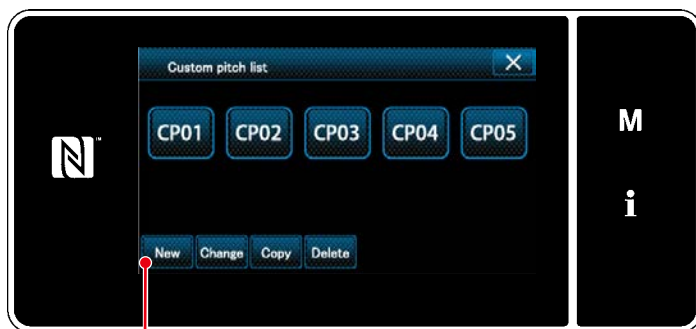 Custom pitch list
CP01 CP02 CP03 CP04 CP05
New Change Copy Delete
M
i
N